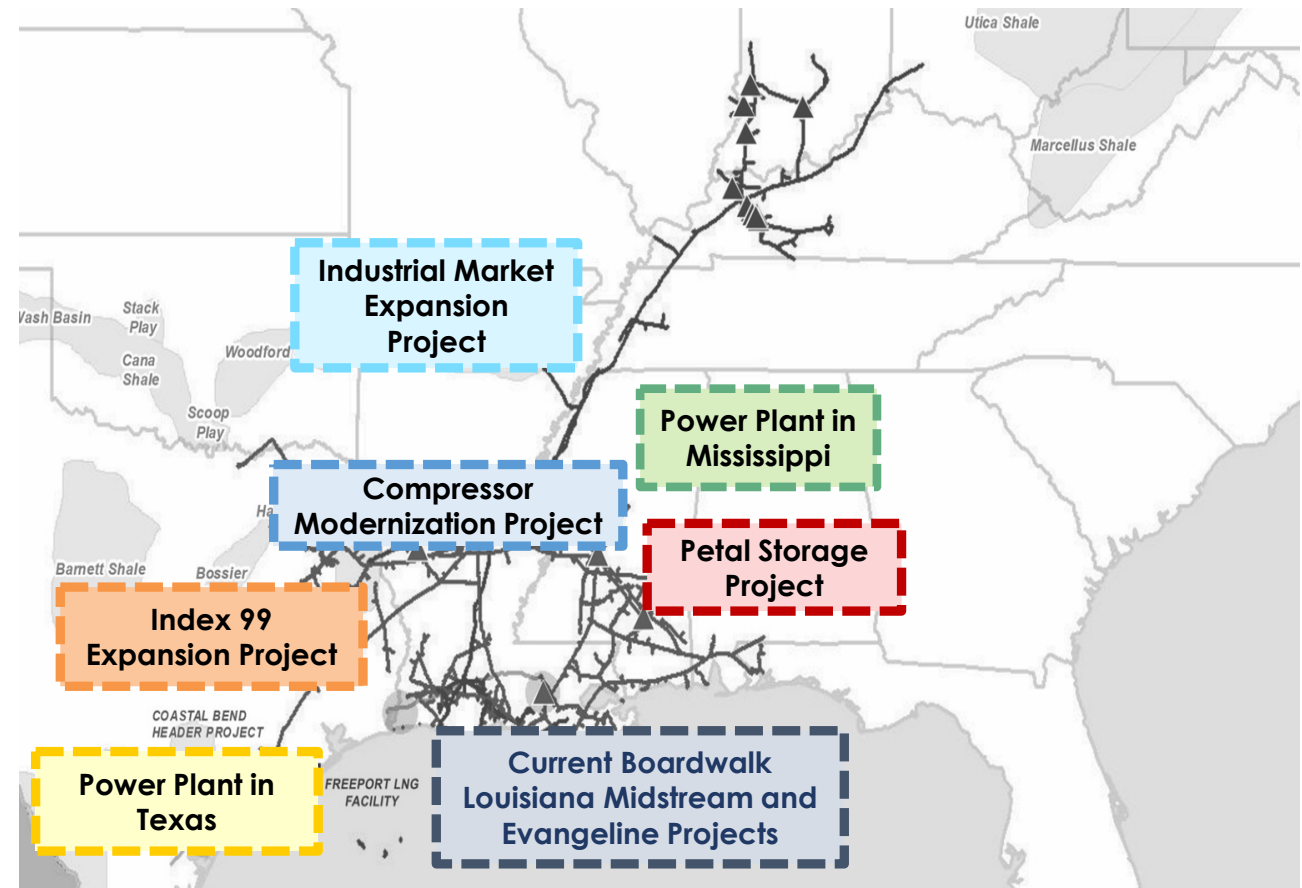 Utica Shale
Marcellus Shale
Industrial Market
Expansion
Project
Stack
Play
Cana
Shale
Woodford
Scoop
Play
Basin
Power Plant in
Mississippi
Compressor
Modernization Project
Petal Storage
Project
Barnett Shale
Bossier
Index 99
Expansion Project
COASTAL BEND
HEADER PROJECT
Power Plant in
Texas
FREEPORT LNG
FACILITY
Current Boardwalk
Louisiana Midstream and
Evangeline Projects